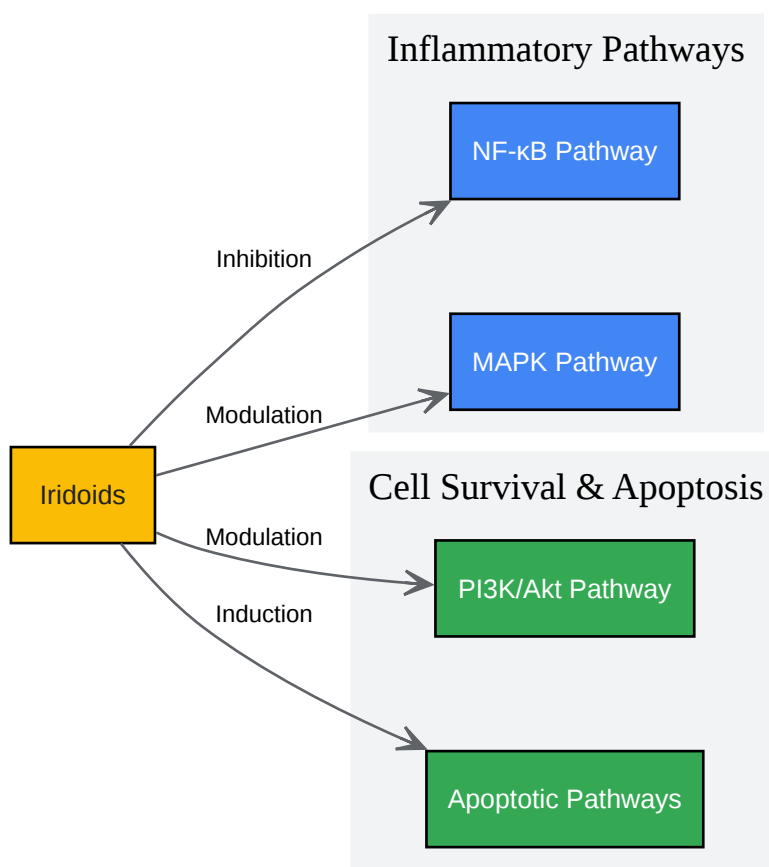 Inflammatory Pathways
NF-κB Pathway
Inhibition
MAPK Pathway
Modulation
Iridoids
Cell Survival & Apoptosis
Modulation
PI3K/Akt Pathway
Induction
Apoptotic Pathways